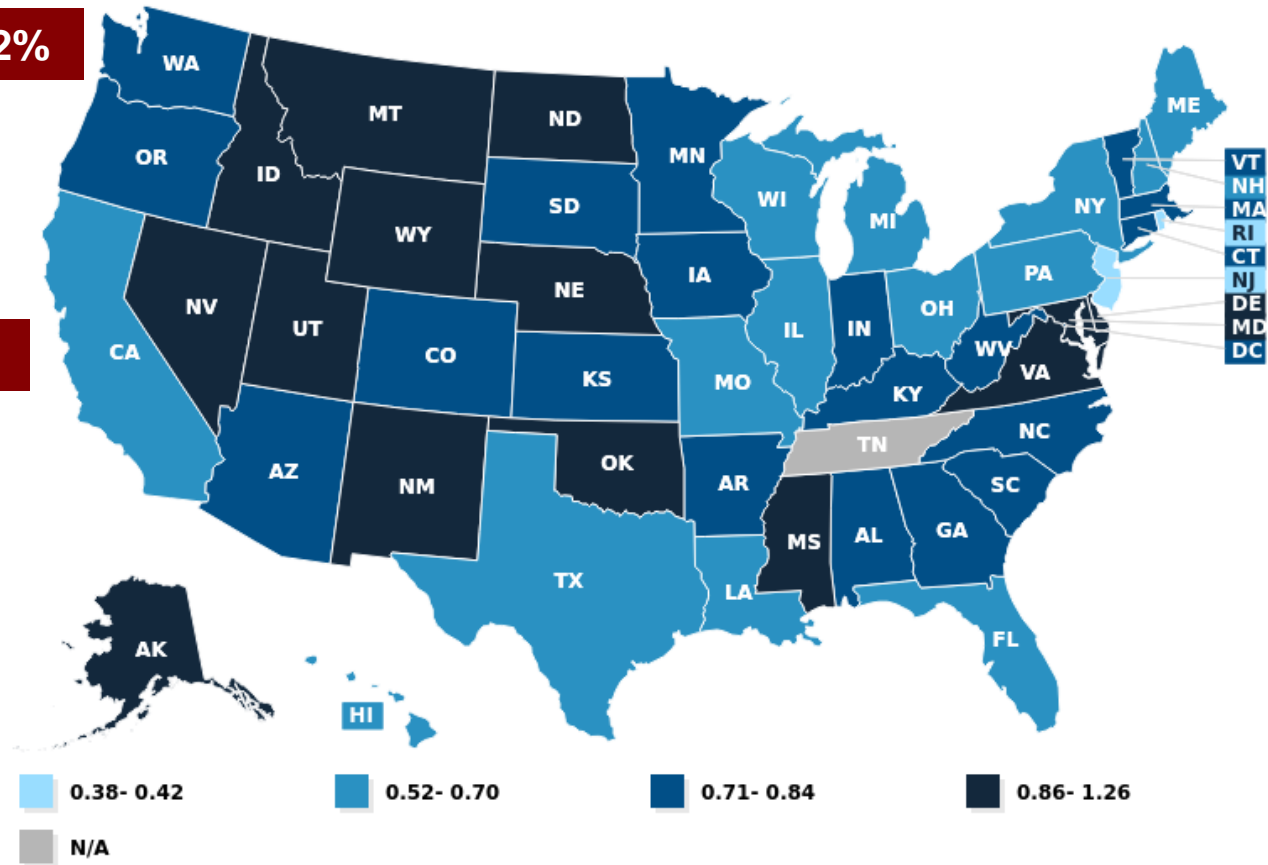 2%
WA
MT
ND
MN
ME
OR
ID
SD
WI
MI
NY
VT
NH
MA
RI
CT
NJ
DE
MD
DC
WY
IA
PA
NV
UT
NE
IL
IN
OH
CA
CO
KS
MO
WV
VA
KY
AZ
NM
OK
AR
TN
NC
SC
MS
AL
GA
TX
LA
FL
AK
HI
0.38- 0.42
0.52- 0.70
0.71- 0.84
0.86- 1.26
N/A